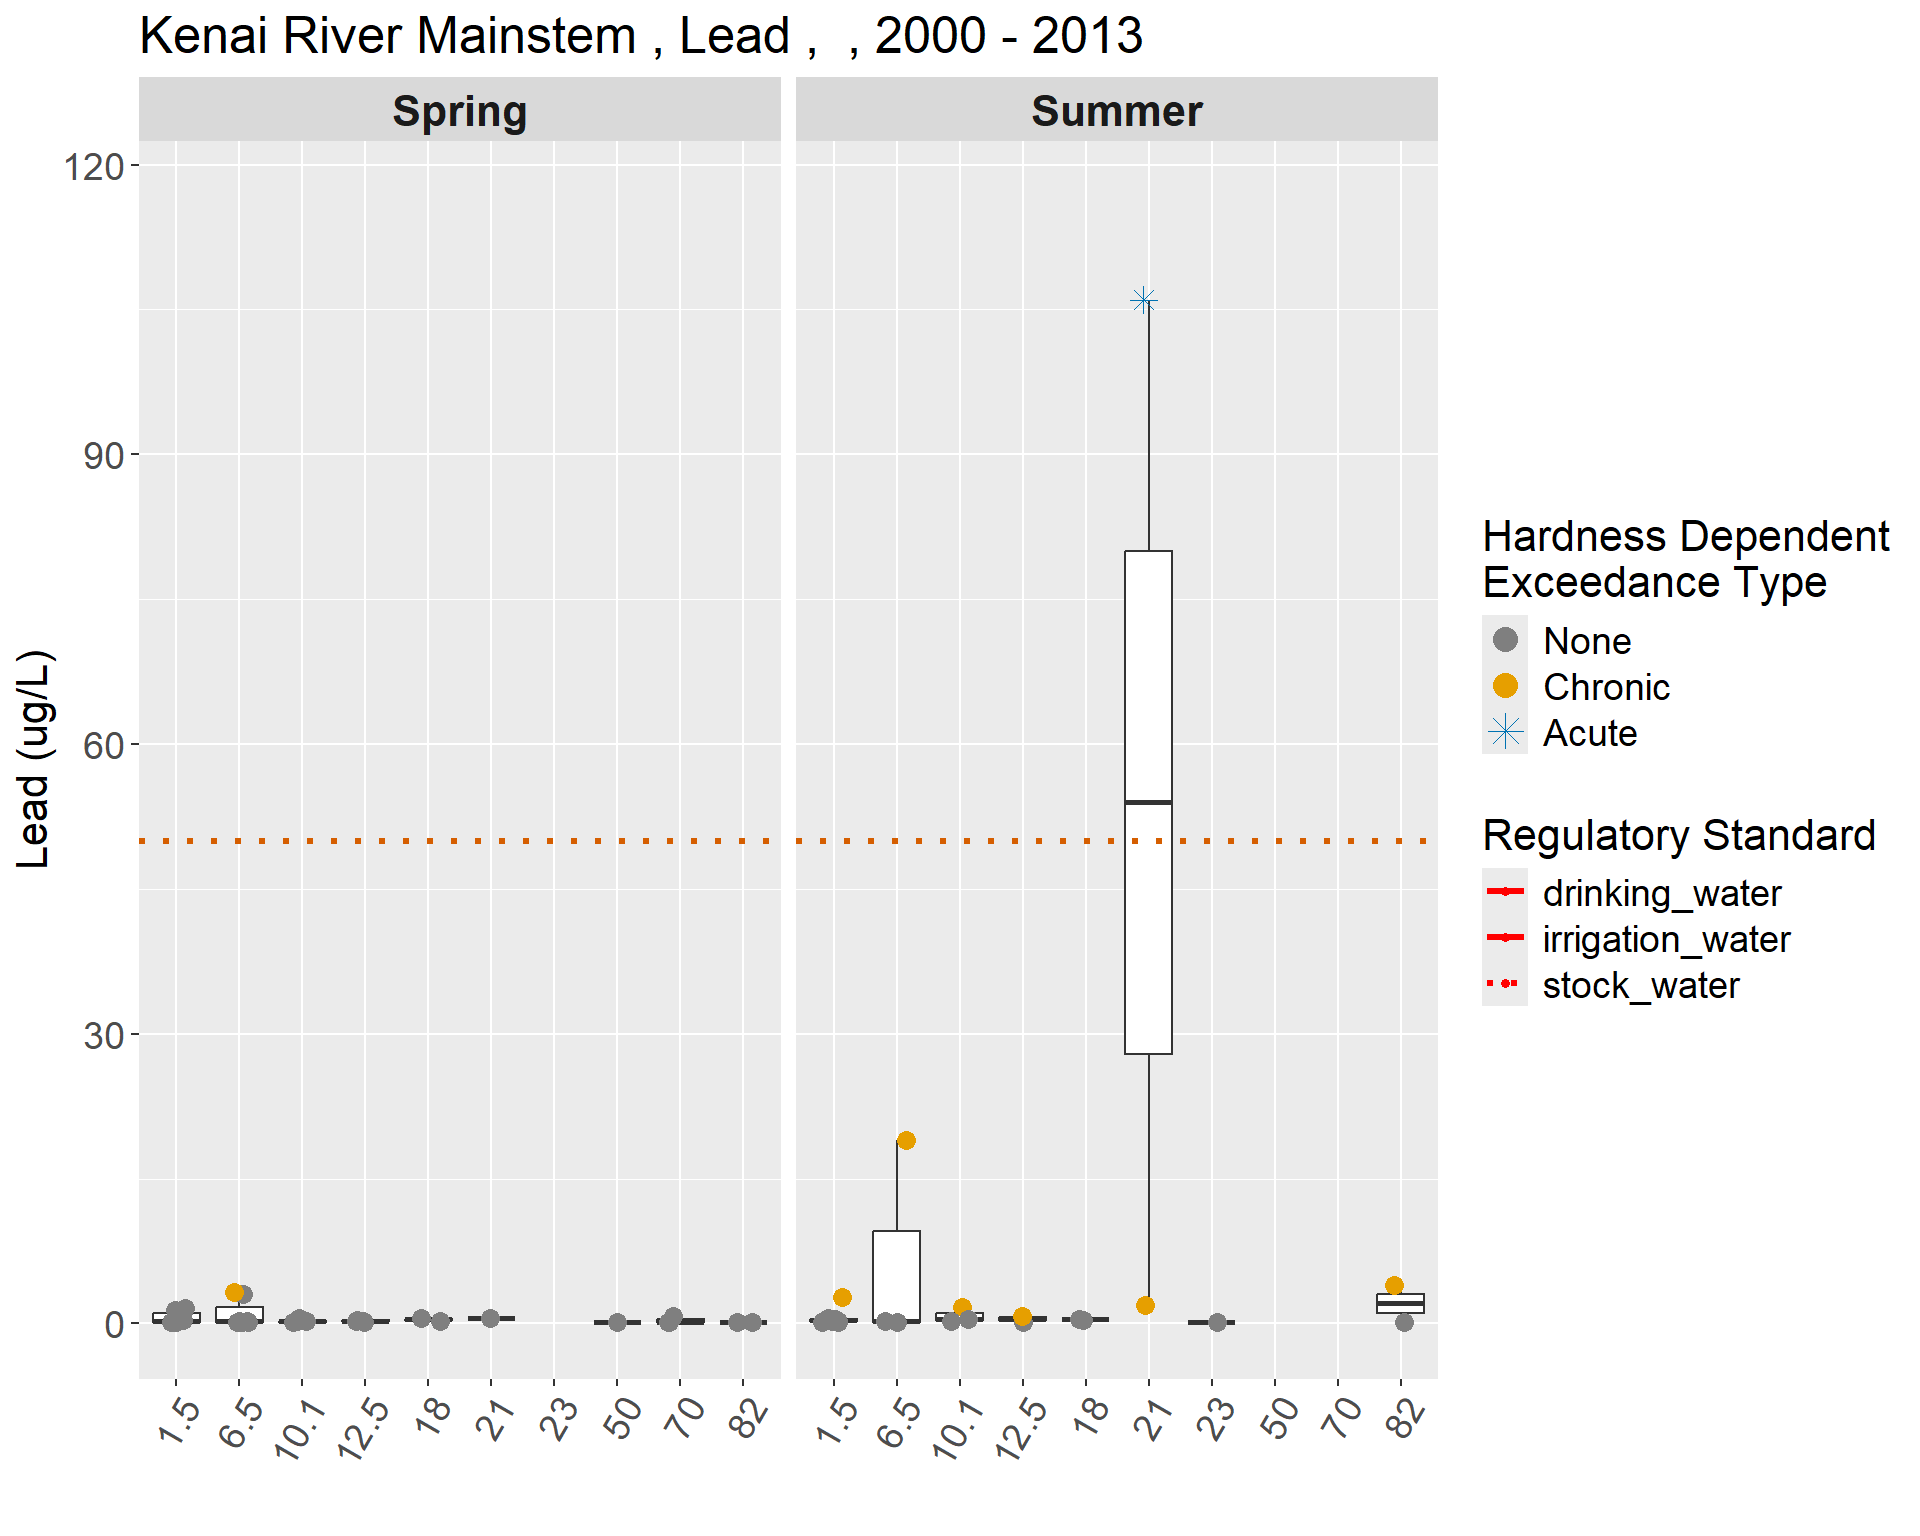 Kenai River Mainstem , Lead ,  , 2000 - 2013
Spring
Summer
120
90
60
30
0
Lead (ug/L)
1.5
6.5
10.1
12.5
18
21
23
50
70
82
1.5
6.5
10.1
12.5
18
21
23
50
70
82
Hardness Dependent
Exceedance Type
None
Chronic
Acute
Regulatory Standard
drinking_water
irrigation_water
stock_water